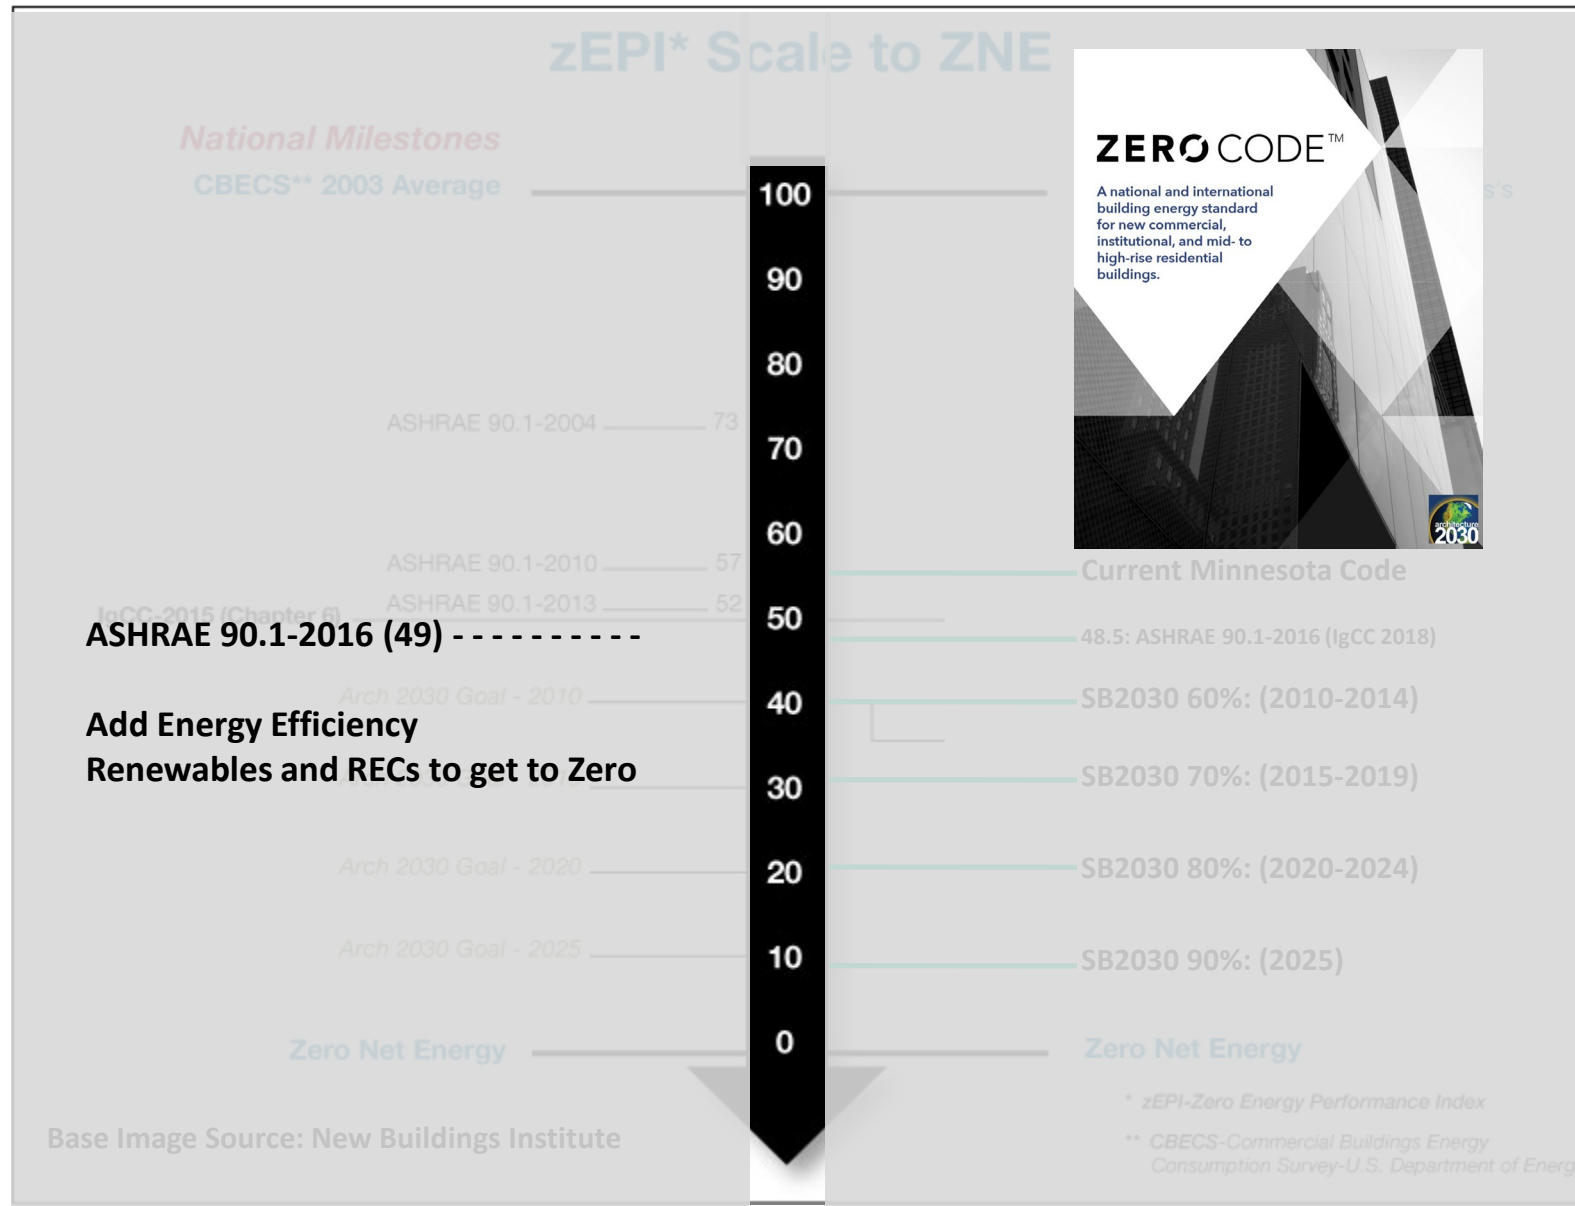 zEPI* Scale to ZNE
National Milestones
CBECS** 2003 Average
ZERO CODE™
A national and international
building energy standard
for new commercial,
institutional, and mid- to
high-rise residential
buildings.
architecture
2030
s's
100
90
80
ASHRAE 90.1-2004 73
70
60
ASHRAE 90.1-2010 57
Current Minnesota Code
ASHRAE 90.1-2013 52
IgCC-2015 (Chapter 6)
50
ASHRAE 90.1-2016 (49) - - - - - - - - - -
48.5: ASHRAE 90.1-2016 (IgCC 2018)
Arch 2030 Goal - 2010
40
SB2030 60%: (2010-2014)
Add Energy Efficiency
Renewables and RECs to get to Zero
30
SB2030 70%: (2015-2019)
Arch 2030 Goal - 2020
20
SB2030 80%: (2020-2024)
Arch 2030 Goal - 2025
10
SB2030 90%: (2025)
Zero Net Energy
0
Zero Net Energy
* zEPI-Zero Energy Performance Index
Base Image Source: New Buildings Institute
** CBECS-Commercial Buildings Energy
Consumption Survey-U.S. Department of Energ